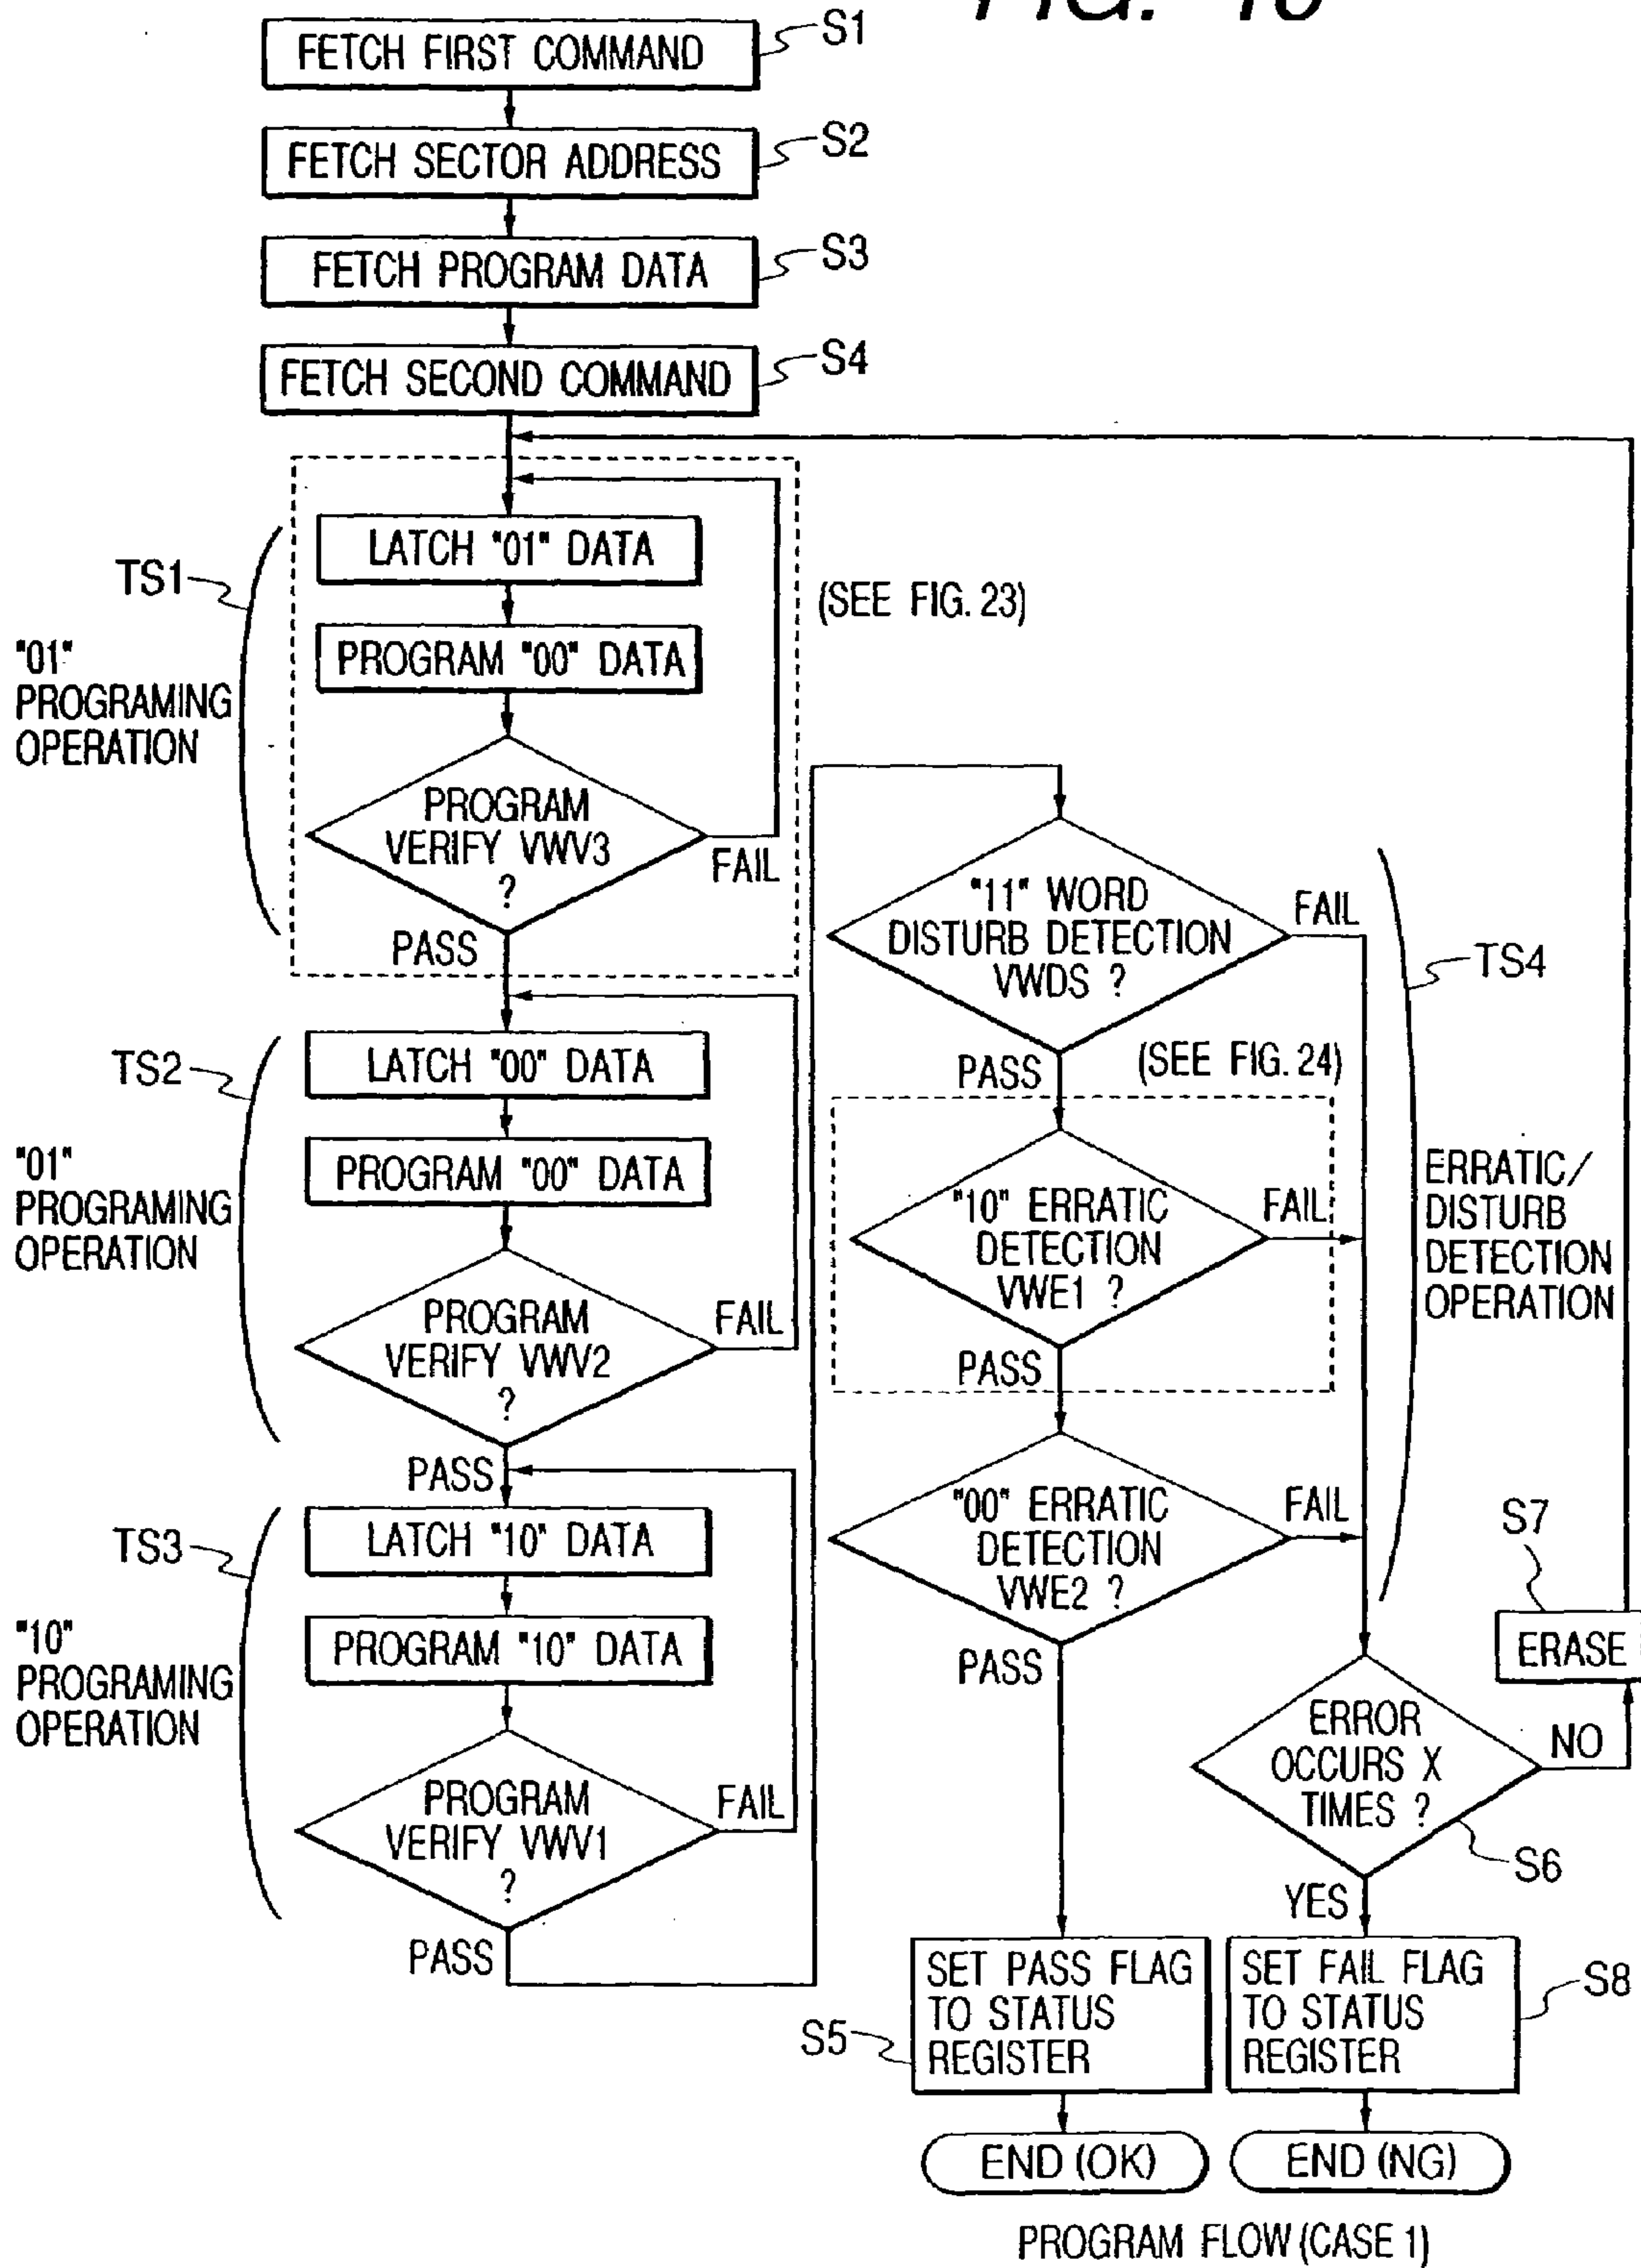 FETCH FIRST COMMAND
S1
FETCH SECTOR ADDRESS
S2
FETCH PROGRAM DATA
S3
FETCH SECOND COMMAND
S4
TS1
"01"
PROGRAMING
OPERATION
LATCH "01" DATA
PROGRAM "00" DATA
PROGRAM
VERIFY VWV3
?
FAIL
PASS
(SEE FIG. 23)
TS2
"01"
PROGRAMING
OPERATION
LATCH "00" DATA
PROGRAM "00" DATA
PROGRAM
VERIFY VWV2
?
FAIL
PASS
TS3
"10"
PROGRAMING
OPERATION
LATCH "10" DATA
PROGRAM "10" DATA
PROGRAM
VERIFY VWV1
?
FAIL
PASS
"11" WORD
DISTURB DETECTION
VWDS ?
FAIL
PASS
(SEE FIG. 24)
"10" ERRATIC
DETECTION
VWE1 ?
FAIL
PASS
"00" ERRATIC
DETECTION
VWE2 ?
FAIL
PASS
TS4
ERRATIC/
DISTURB
DETECTION
OPERATION
S7
ERASE
ERROR
OCCURS X
TIMES ?
NO
S6
YES
SET PASS FLAG
TO STATUS
REGISTER
S5
SET FAIL FLAG
TO STATUS
REGISTER
S8
END (OK)
END (NG)
PROGRAM FLOW (CASE 1)